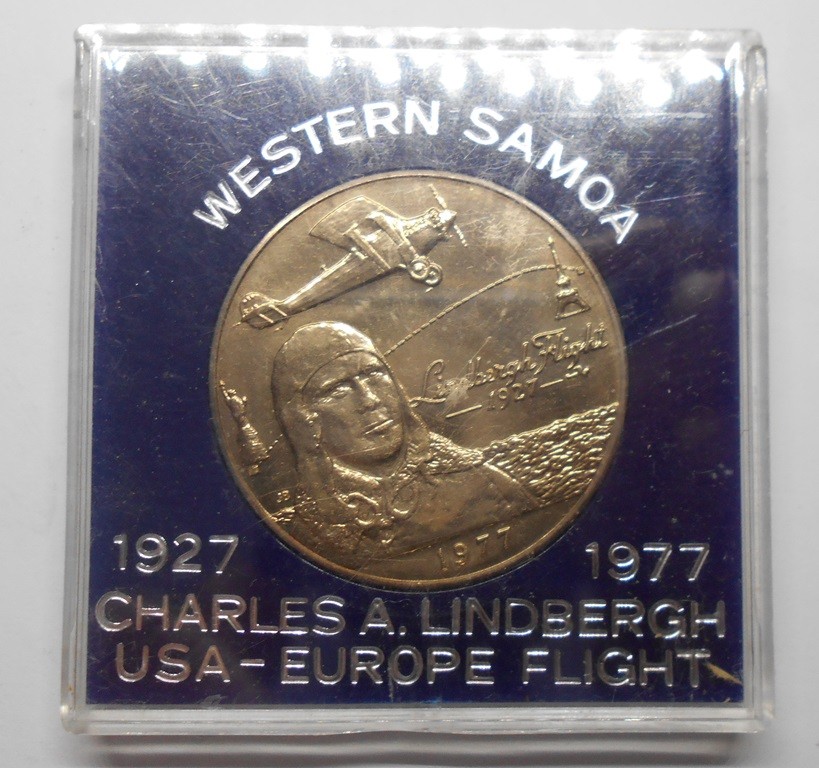 WESTERN SAMOA
Lindbergh Flight
1927
1977
1927 1977
CHARLES A. LINDBERGH
USA - EUROPE FLIGHT